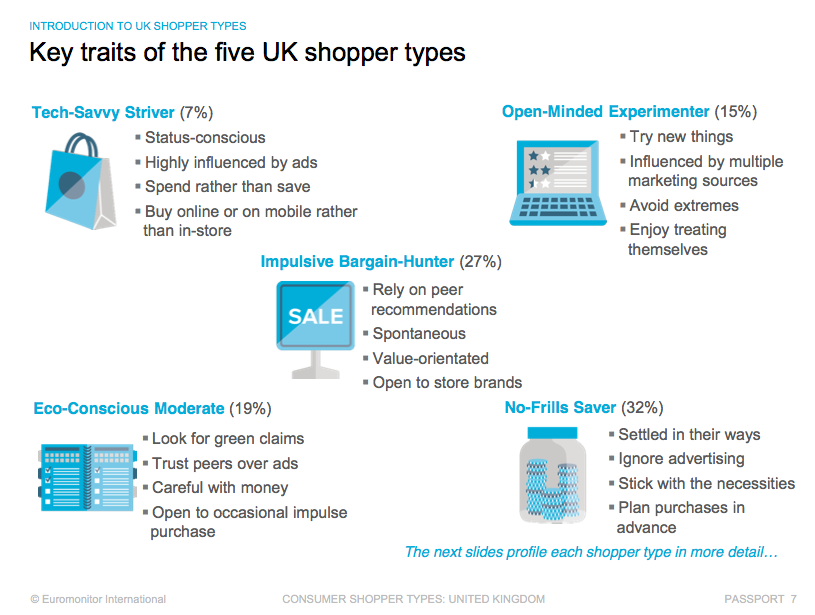 INTRODUCTION TO UK SHOPPER TYPES
Key traits of the five UK shopper types
Tech-Savvy Striver (7%)
▪ Status-conscious
▪ Highly influenced by ads
▪ Spend rather than save
▪ Buy online or on mobile rather
than in-store
Open-Minded Experimenter (15%)
▪ Try new things
▪ Influenced by multiple
marketing sources
▪ Avoid extremes
▪ Enjoy treating
themselves
Impulsive Bargain-Hunter (27%)
SALE
▪ Rely on peer
recommendations
▪ Spontaneous
▪ Value-orientated
▪ Open to store brands
Eco-Conscious Moderate (19%)
▪ Look for green claims
▪ Trust peers over ads
▪ Careful with money
▪ Open to occasional impulse
purchase
No-Frills Saver (32%)
▪ Settled in their ways
▪ Ignore advertising
▪ Stick with the necessities
▪ Plan purchases in
advance
The next slides profile each shopper type in more detail…
© Euromonitor International
CONSUMER SHOPPER TYPES: UNITED KINGDOM
PASSPORT 7